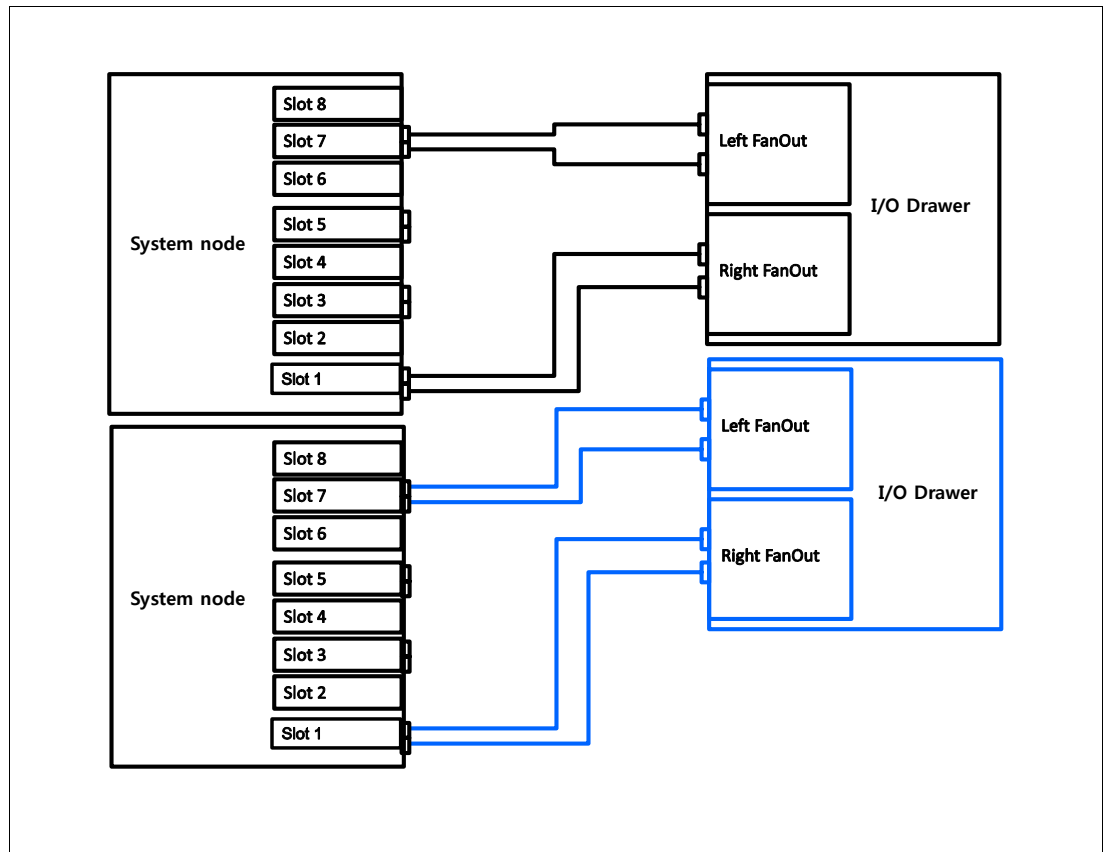 System node
Slot 8
Slot 7
Slot 6
Slot 5
Slot 4
Slot 3
Slot 2
Slot 1
Left FanOut
Right FanOut
I/O Drawer
System node
Slot 8
Slot 7
Slot 6
Slot 5
Slot 4
Slot 3
Slot 2
Slot 1
Left FanOut
Right FanOut
I/O Drawer